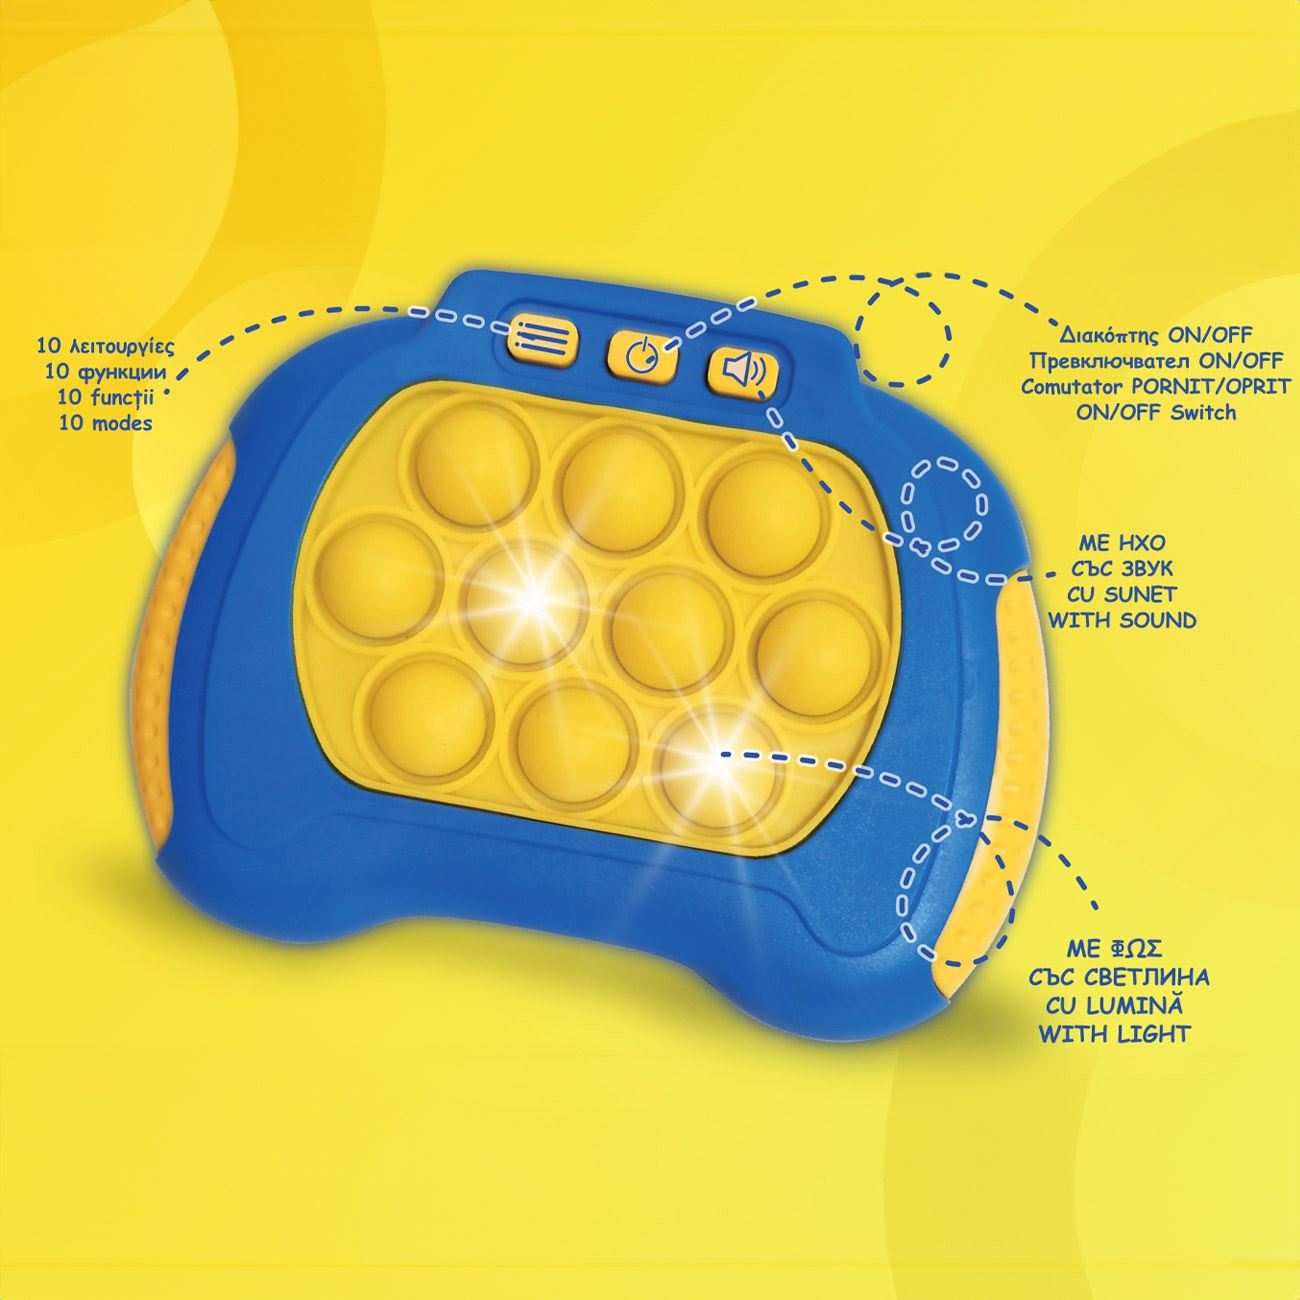 10 λειτουργίες
10 функции
10 funcții
10 modes
Διακόπτης ON/OFF
Превключвател ON/OFF
Comutator PORNIT/OPRIT
ON/OFF Switch
ΜΕ ΗΧΟ
СЪС ЗВУК
CU SUNET
WITH SOUND
ΜΕ ΦΩΣ
СЪС СВЕТЛИНА
CU LUMINĂ
WITH LIGHT